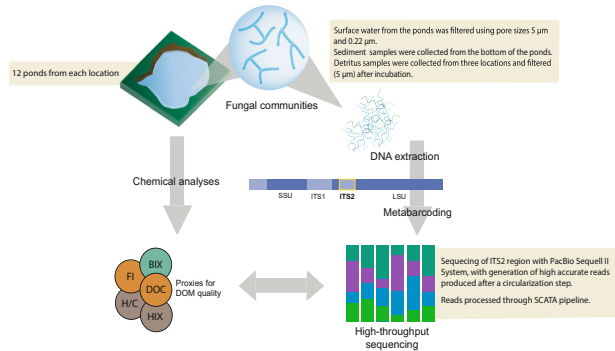 Surface water from the ponds was filtered using pore sizes 5 µm
and 0.22 µm.
Sediment samples were collected from the bottom of the ponds.
Detritus samples were collected from three locations and filtered
(5 µm) after incubation.
12 ponds from each location
Fungal communities
DNA extraction
Chemical analyses
SSU
ITS1
ITS2
LSU
Metabarcoding
BIX
FI
DOC
H/C
HIX
Proxies for
DOM quality
Sequecing of ITS2 region with PacBio Sequell II
System, with generation of high accurate reads
produced after a circularization step.
Reads processed through SCATA pipeline.
High-throughput
sequencing